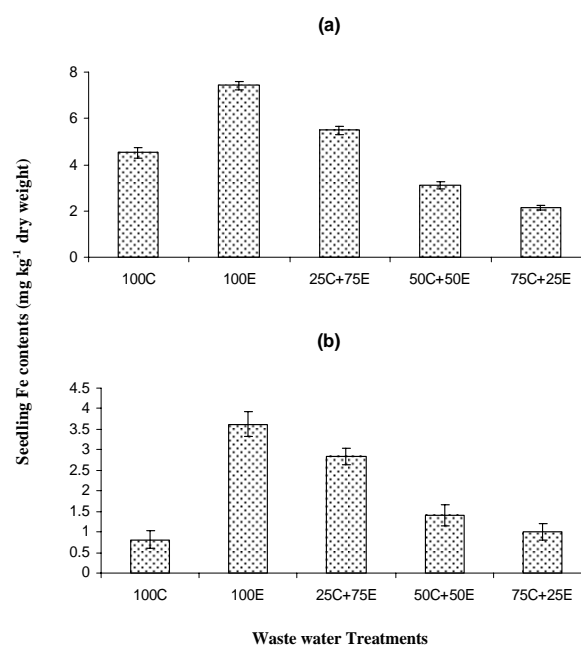 (a)
8
6
4
2
0
100C 100E 25C+75E 50C+50E 75C+25E
Seedling Fe contents (mg kg⁻¹ dry weight)
(b)
4.5
4
3.5
3
2.5
2
1.5
1
0.5
0
100C 100E 25C+75E 50C+50E 75C+25E
Waste water Treatments